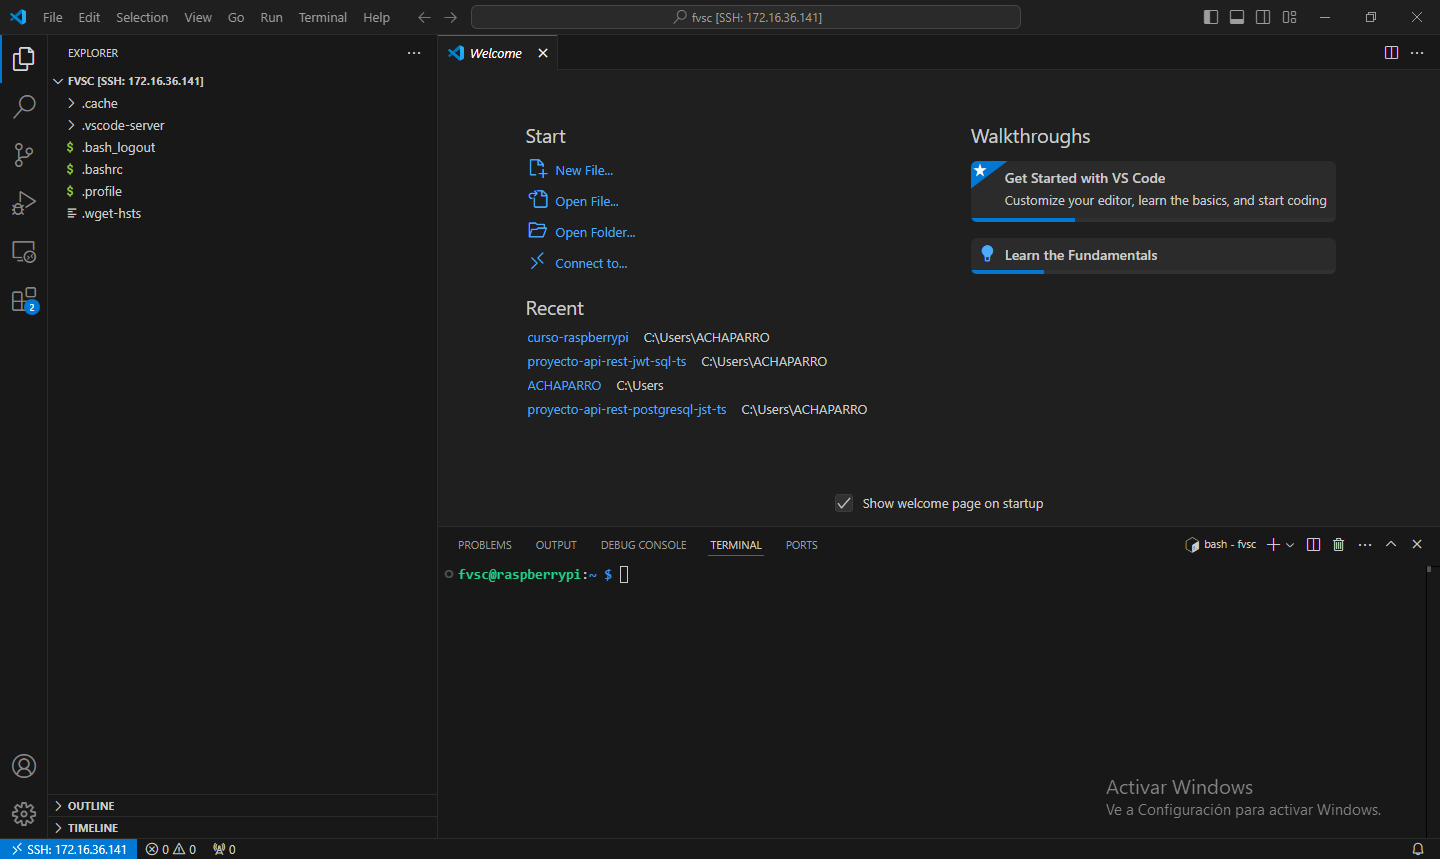 File Edit Selection View Go Run Terminal Help fvsc [SSH: 172.16.36.141]
EXPLORER
FVSC [SSH: 172.16.36.141]
.cache
.vscode-server
$ .bash_logout
$ .bashrc
$ .profile
.wget-hsts
OUTLINE
TIMELINE
2
Welcome
Start
New File...
Open File...
Open Folder...
Connect to...
Recent
curso-raspberrypi C:\Users\ACHAPARRO
proyecto-api-rest-jwt-sql-ts C:\Users\ACHAPARRO
ACHAPARRO C:\Users
proyecto-api-rest-postgresql-jst-ts C:\Users\ACHAPARRO
Walkthroughs
Get Started with VS Code
Customize your editor, learn the basics, and start coding
Learn the Fundamentals
Show welcome page on startup
PROBLEMS OUTPUT DEBUG CONSOLE TERMINAL PORTS bash - fvsc
fvsc@raspberrypi:~ $
Activar Windows
Ve a Configuración para activar Windows.
SSH: 172.16.36.141 0 0 0